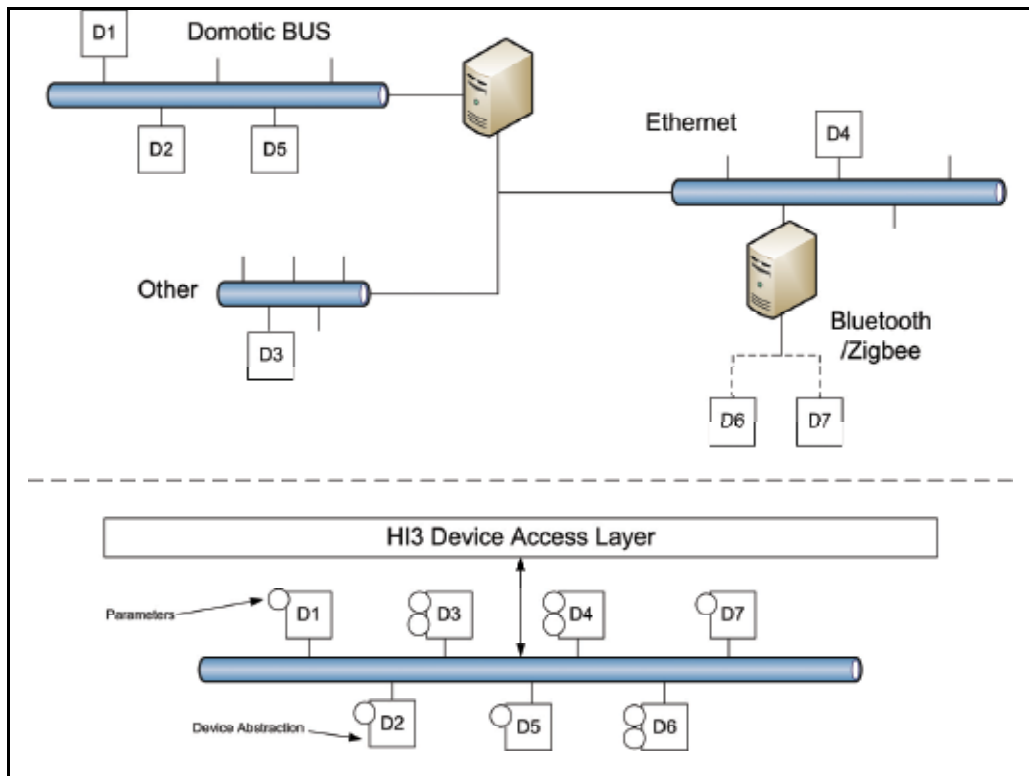 D1
Domotic BUS
D2
D5
Ethernet
D4
Other
D3
Bluetooth
/Zigbee
D6
D7
HI3 Device Access Layer
Parameters
D1
D3
D4
D7
D2
D5
D6
Device Abstraction